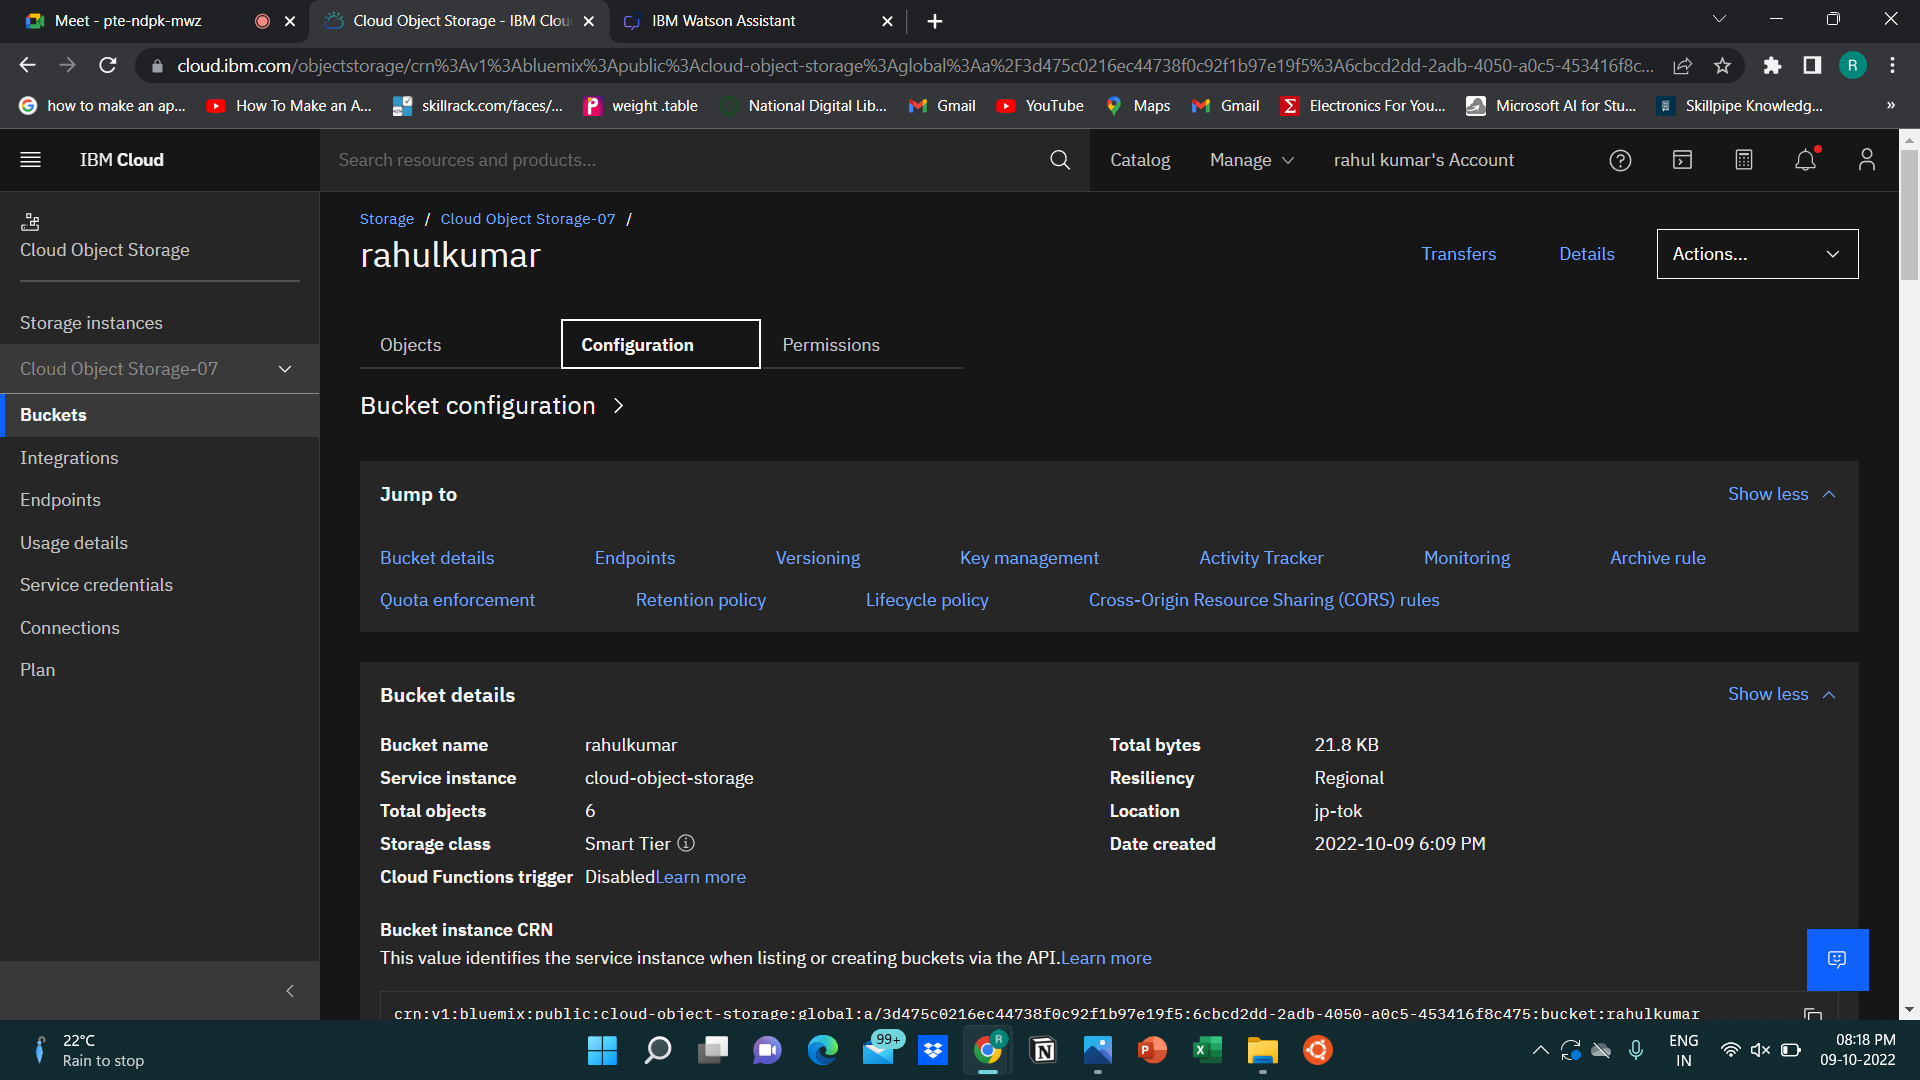 Meet - pte-ndpk-mwz
Cloud Object Storage - IBM Clou
IBM Watson Assistant
cloud.ibm.com/objectstorage/crn%3Av1%3Abluemix%3Apublic%3Acloud-object-storage%3Aglobal%3Aa%2F3d475c0216ec44738f0c92f1b97e19f5%3A6cbcd2dd-2adb-4050-a0c5-453416f8c...
R
how to make an ap...
How To Make an A...
skillrack.com/faces/...
weight .table
National Digital Lib...
Gmail
YouTube
Maps
Gmail
Electronics For You...
Microsoft AI for Stu...
Skillpipe Knowledg...
»
IBM Cloud
Search resources and products...
Catalog
Manage
rahul kumar's Account
Cloud Object Storage
Storage instances
Cloud Object Storage-07
Buckets
Integrations
Endpoints
Usage details
Service credentials
Connections
Plan
Storage / Cloud Object Storage-07 /
rahulkumar
Transfers
Details
Actions...
Objects
Configuration
Permissions
Bucket configuration
Jump to
Show less
Bucket details
Endpoints
Versioning
Key management
Activity Tracker
Monitoring
Archive rule
Quota enforcement
Retention policy
Lifecycle policy
Cross-Origin Resource Sharing (CORS) rules
Bucket details
Show less
Bucket name rahulkumar
Service instance cloud-object-storage
Total objects 6
Storage class Smart Tier
Cloud Functions trigger DisabledLearn more
Total bytes 21.8 KB
Resiliency Regional
Location jp-tok
Date created 2022-10-09 6:09 PM
Bucket instance CRN
This value identifies the service instance when listing or creating buckets via the API.Learn more
crn:v1:bluemix:public:cloud-object-storage:global:a/3d475c0216ec44738f0c92f1b97e19f5:6cbcd2dd-2adb-4050-a0c5-453416f8c475:bucket:rahulkumar
22°C
Rain to stop
99+
R
ENG
IN
08:18 PM
09-10-2022